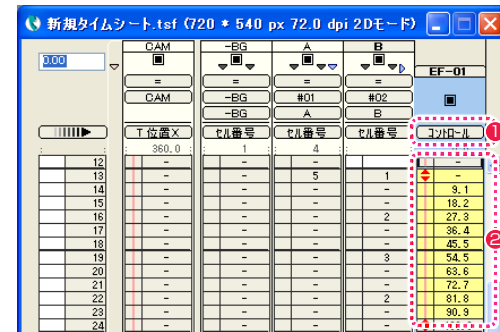 新規タイムシート.tsf (720 * 540 px 72.0 dpi 2Dモード)
CAM -BG A B
0.00 EF-01
= = = =
CAM -BG #01 #02
-BG A B
T位置X セル番号 セル番号 セル番号 コントロール 1
: 360.0 : 1 : 4 :
12 - - - -
13 - - 5 1 -
14 - - - - 9.1
15 - - - - 18.2
16 - - - 2 27.3
17 - - - - 36.4
18 - - - - 45.5 2
19 - - - 3 54.5
20 - - - - 63.6
21 - - - - 72.7
22 - - - 2 81.8
23 - - - - 90.9
24 - - - -